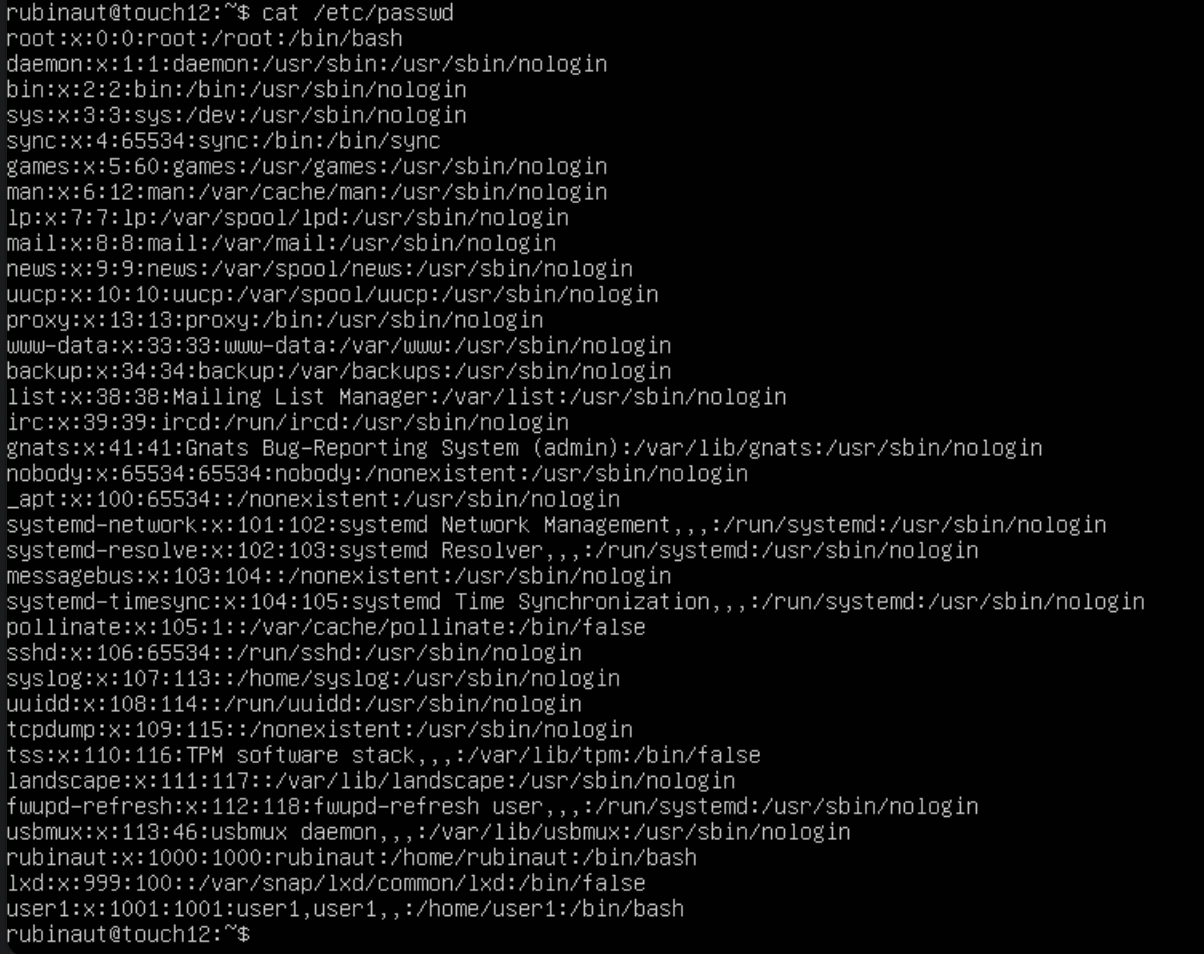 rubinaut@touch12:~$ cat /etc/passwd
root:x:0:0:root:/root:/bin/bash
daemon:x:1:1:daemon:/usr/sbin:/usr/sbin/nologin
bin:x:2:2:bin:/bin:/usr/sbin/nologin
sys:x:3:3:sys:/dev:/usr/sbin/nologin
sync:x:4:65534:sync:/bin:/bin/sync
games:x:5:60:games:/usr/games:/usr/sbin/nologin
man:x:6:12:man:/var/cache/man:/usr/sbin/nologin
lp:x:7:7:lp:/var/spool/lpd:/usr/sbin/nologin
mail:x:8:8:mail:/var/mail:/usr/sbin/nologin
news:x:9:9:news:/var/spool/news:/usr/sbin/nologin
uucp:x:10:10:uucp:/var/spool/uucp:/usr/sbin/nologin
proxy:x:13:13:proxy:/bin:/usr/sbin/nologin
www-data:x:33:33:www-data:/var/www:/usr/sbin/nologin
backup:x:34:34:backup:/var/backups:/usr/sbin/nologin
list:x:38:38:Mailing List Manager:/var/list:/usr/sbin/nologin
irc:x:39:39:ircd:/run/ircd:/usr/sbin/nologin
gnats:x:41:41:Gnats Bug-Reporting System (admin):/var/lib/gnats:/usr/sbin/nologin
nobody:x:65534:65534:nobody:/nonexistent:/usr/sbin/nologin
_apt:x:100:65534::/nonexistent:/usr/sbin/nologin
systemd-network:x:101:102:systemd Network Management,,,:/run/systemd:/usr/sbin/nologin
systemd-resolve:x:102:103:systemd Resolver,,,:/run/systemd:/usr/sbin/nologin
messagebus:x:103:104::/nonexistent:/usr/sbin/nologin
systemd-timesync:x:104:105:systemd Time Synchronization,,,:/run/systemd:/usr/sbin/nologin
pollinate:x:105:1::/var/cache/pollinate:/bin/false
sshd:x:106:65534::/run/sshd:/usr/sbin/nologin
syslog:x:107:113::/home/syslog:/usr/sbin/nologin
uuidd:x:108:114::/run/uuidd:/usr/sbin/nologin
tcpdump:x:109:115::/nonexistent:/usr/sbin/nologin
tss:x:110:116:TPM software stack,,,:/var/lib/tpm:/bin/false
landscape:x:111:117::/var/lib/landscape:/usr/sbin/nologin
fwupd-refresh:x:112:118:fwupd-refresh user,,,:/run/systemd:/usr/sbin/nologin
usbmux:x:113:46:usbmux daemon,,,:/var/lib/usbmux:/usr/sbin/nologin
rubinaut:x:1000:1000:rubinaut:/home/rubinaut:/bin/bash
lxd:x:999:100::/var/snap/lxd/common/lxd:/bin/false
user1:x:1001:1001:user1,user1,,:/home/user1:/bin/bash
rubinaut@touch12:~$